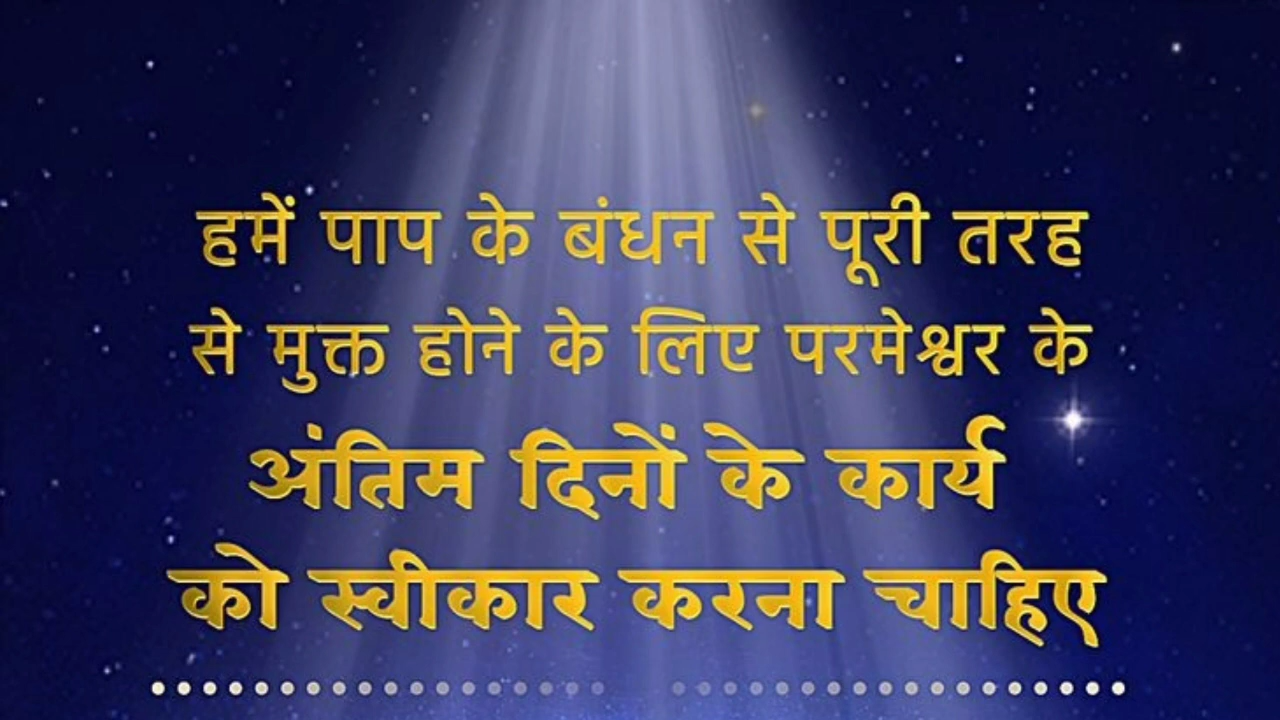 हमें पाप के बंधन से पूरी तरह
से मुक्त होने के लिए परमेश्वर के
अंतिम दिनों के कार्य
को स्वीकार करना चाहिए